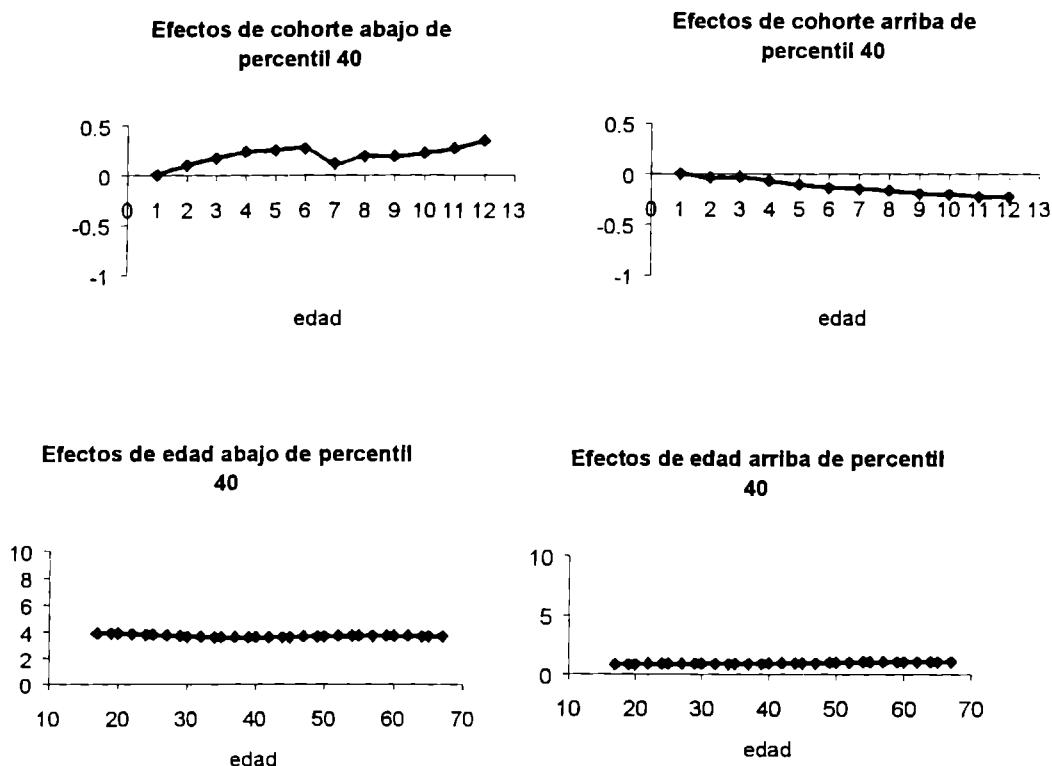 Efectos de cohorte abajo de
percentil 40
0.5
0
-0.5
-1
0 1 2 3 4 5 6 7 8 9 10 11 12 13
edad
Efectos de cohorte arriba de
percentil 40
0.5
0
-0.5
-1
0 1 2 3 4 5 6 7 8 9 10 11 12 13
edad
Efectos de edad abajo de percentil
40
10
8
6
4
2
0
10 20 30 40 50 60 70
edad
Efectos de edad arriba de percentil
40
10
5
0
10 20 30 40 50 60 70
edad